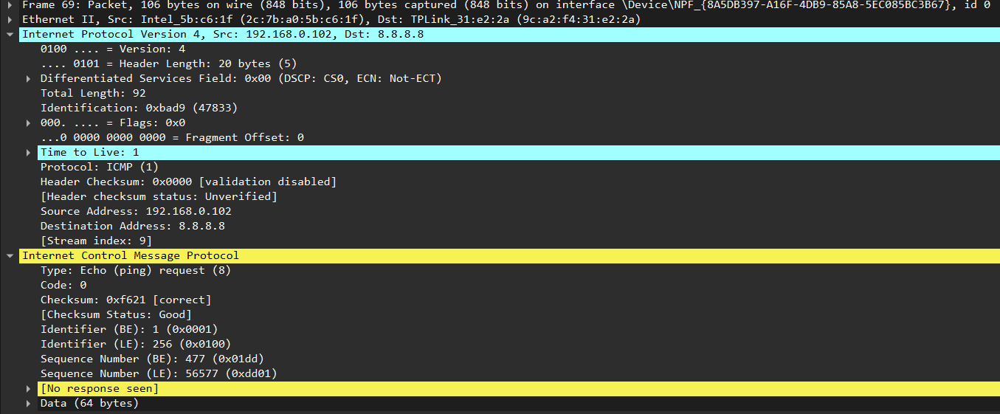 Frame 69: Packet, 106 bytes on wire (848 bits), 106 bytes captured (848 bits) on interface \Device\NPF_{8A5DB397-A16F-4DB9-85A8-5EC085BC3B67}, id 0
Ethernet II, Src: Intel_5b:c6:1f (2c:7b:a0:5b:c6:1f), Dst: TPLink_31:e2:2a (9c:a2:f4:31:e2:2a)
Internet Protocol Version 4, Src: 192.168.0.102, Dst: 8.8.8.8
0100 .... = Version: 4
.... 0101 = Header Length: 20 bytes (5)
Differentiated Services Field: 0x00 (DSCP: CS0, ECN: Not-ECT)
Total Length: 92
Identification: 0xbad9 (47833)
000. .... = Flags: 0x0
...0 0000 0000 0000 = Fragment Offset: 0
Time to Live: 1
Protocol: ICMP (1)
Header Checksum: 0x0000 [validation disabled]
[Header checksum status: Unverified]
Source Address: 192.168.0.102
Destination Address: 8.8.8.8
[Stream index: 9]
Internet Control Message Protocol
Type: Echo (ping) request (8)
Code: 0
Checksum: 0xf621 [correct]
[Checksum Status: Good]
Identifier (BE): 1 (0x0001)
Identifier (LE): 256 (0x0100)
Sequence Number (BE): 477 (0x01dd)
Sequence Number (LE): 56577 (0xdd01)
[No response seen]
Data (64 bytes)